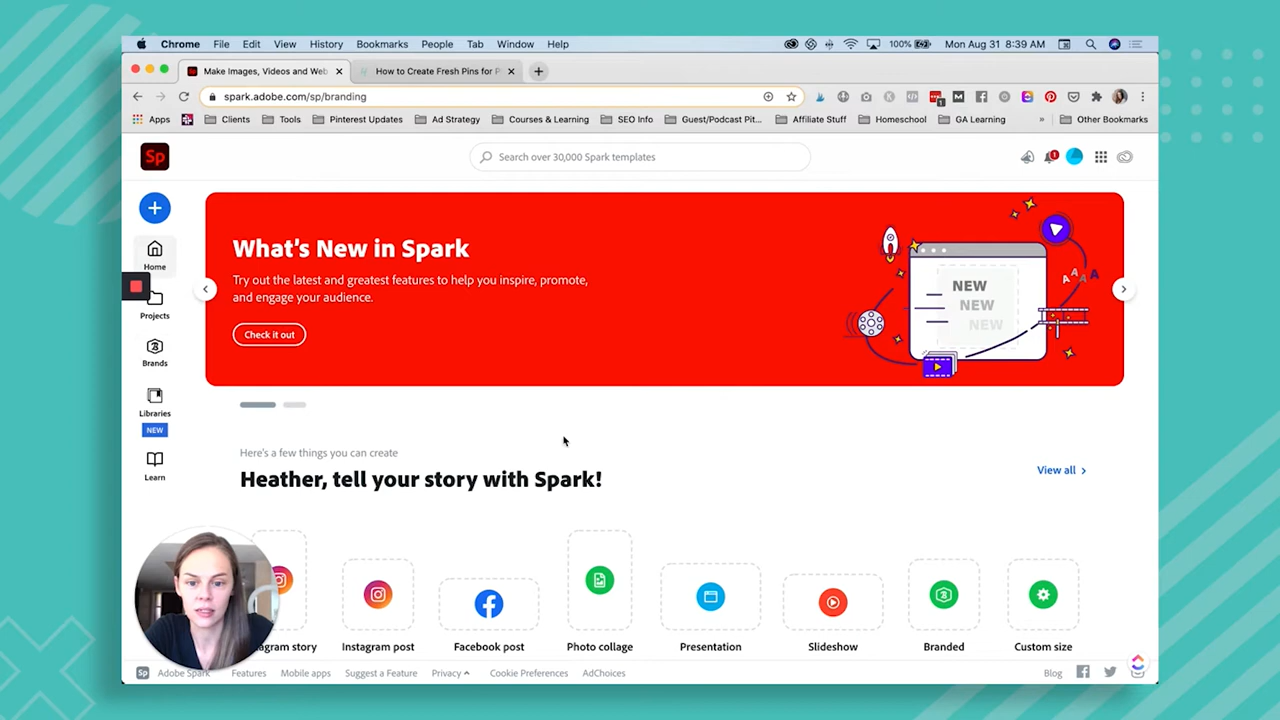 Chrome File Edit View History Bookmarks People Tab Window Help 100% Mon Aug 31 8:39 AM
Make Images, Videos and Web How to Create Fresh Pins for P
spark.adobe.com/sp/branding
Apps Clients Tools Pinterest Updates Ad Strategy Courses & Learning SEO Info Guest/Podcast Pit... Affiliate Stuff Homeschool GA Learning » Other Bookmarks
Sp
Search over 30,000 Spark templates
1
Home
Projects
Brands
Libraries
NEW
Learn
What's New in Spark
Try out the latest and greatest features to help you inspire, promote,
and engage your audience.
Check it out
NEW
NEW
NEW
A A A A
Here's a few things you can create
Heather, tell your story with Spark!
View all
agram story Instagram post Facebook post Photo collage Presentation Slideshow Branded Custom size
Sp Adobe Spark Features Mobile apps Suggest a Feature Privacy Cookie Preferences AdChoices Blog